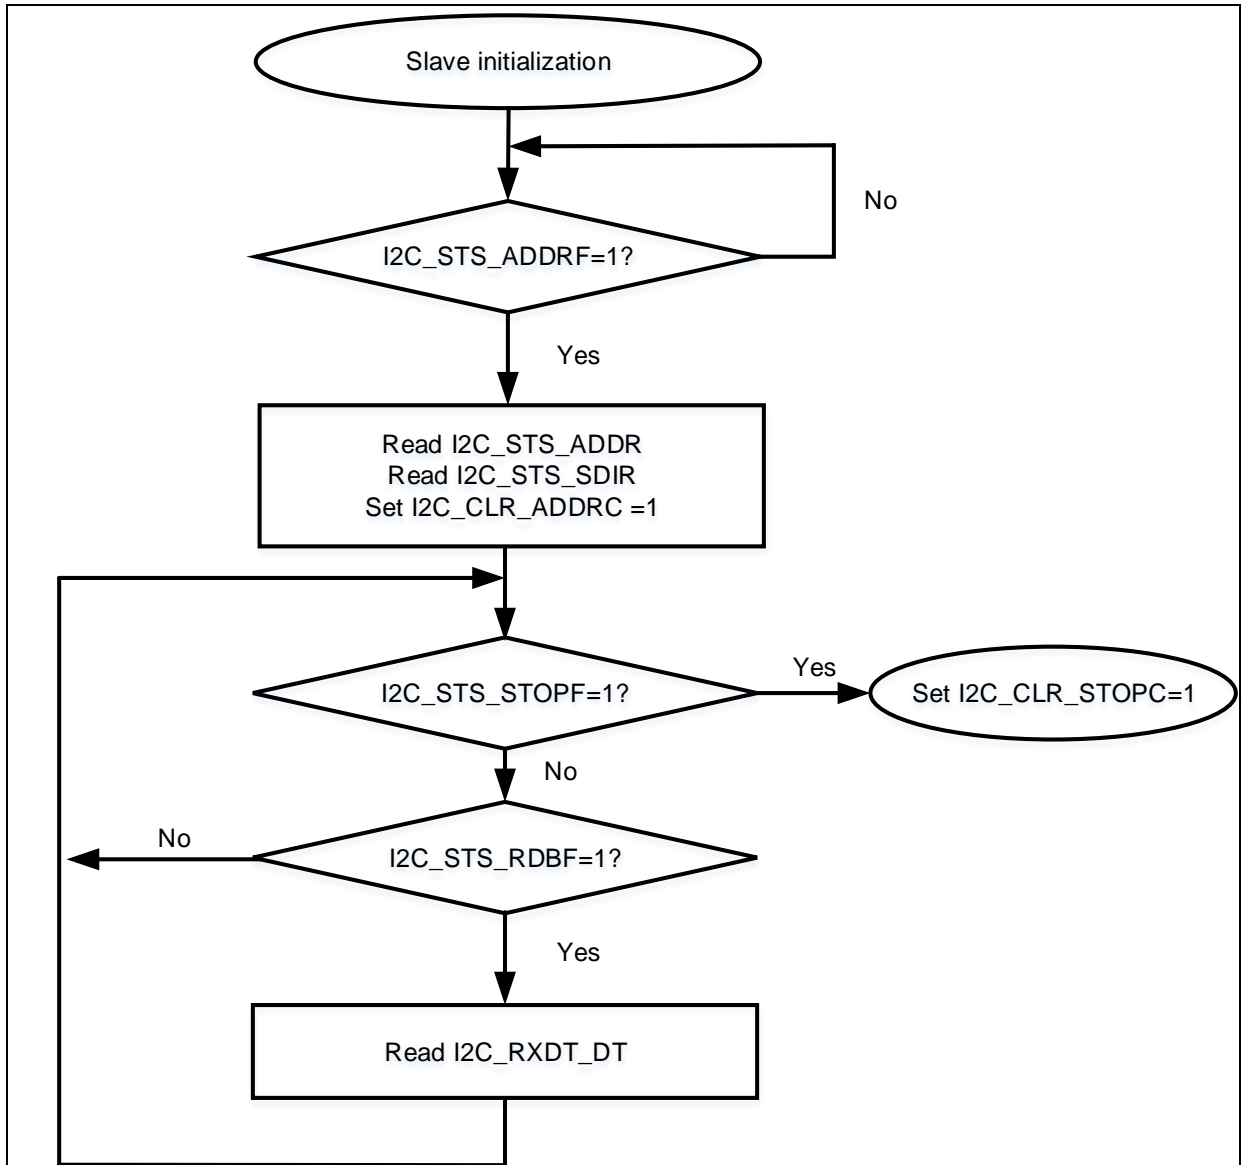 Slave initialization
No
I2C_STS_ADDRF=1?
Yes
Read I2C_STS_ADDR
Read I2C_STS_SDIR
Set I2C_CLR_ADDRC =1
Yes
I2C_STS_STOPF=1?
Set I2C_CLR_STOPC=1
No
No
I2C_STS_RDBF=1?
Yes
Read I2C_RXDT_DT